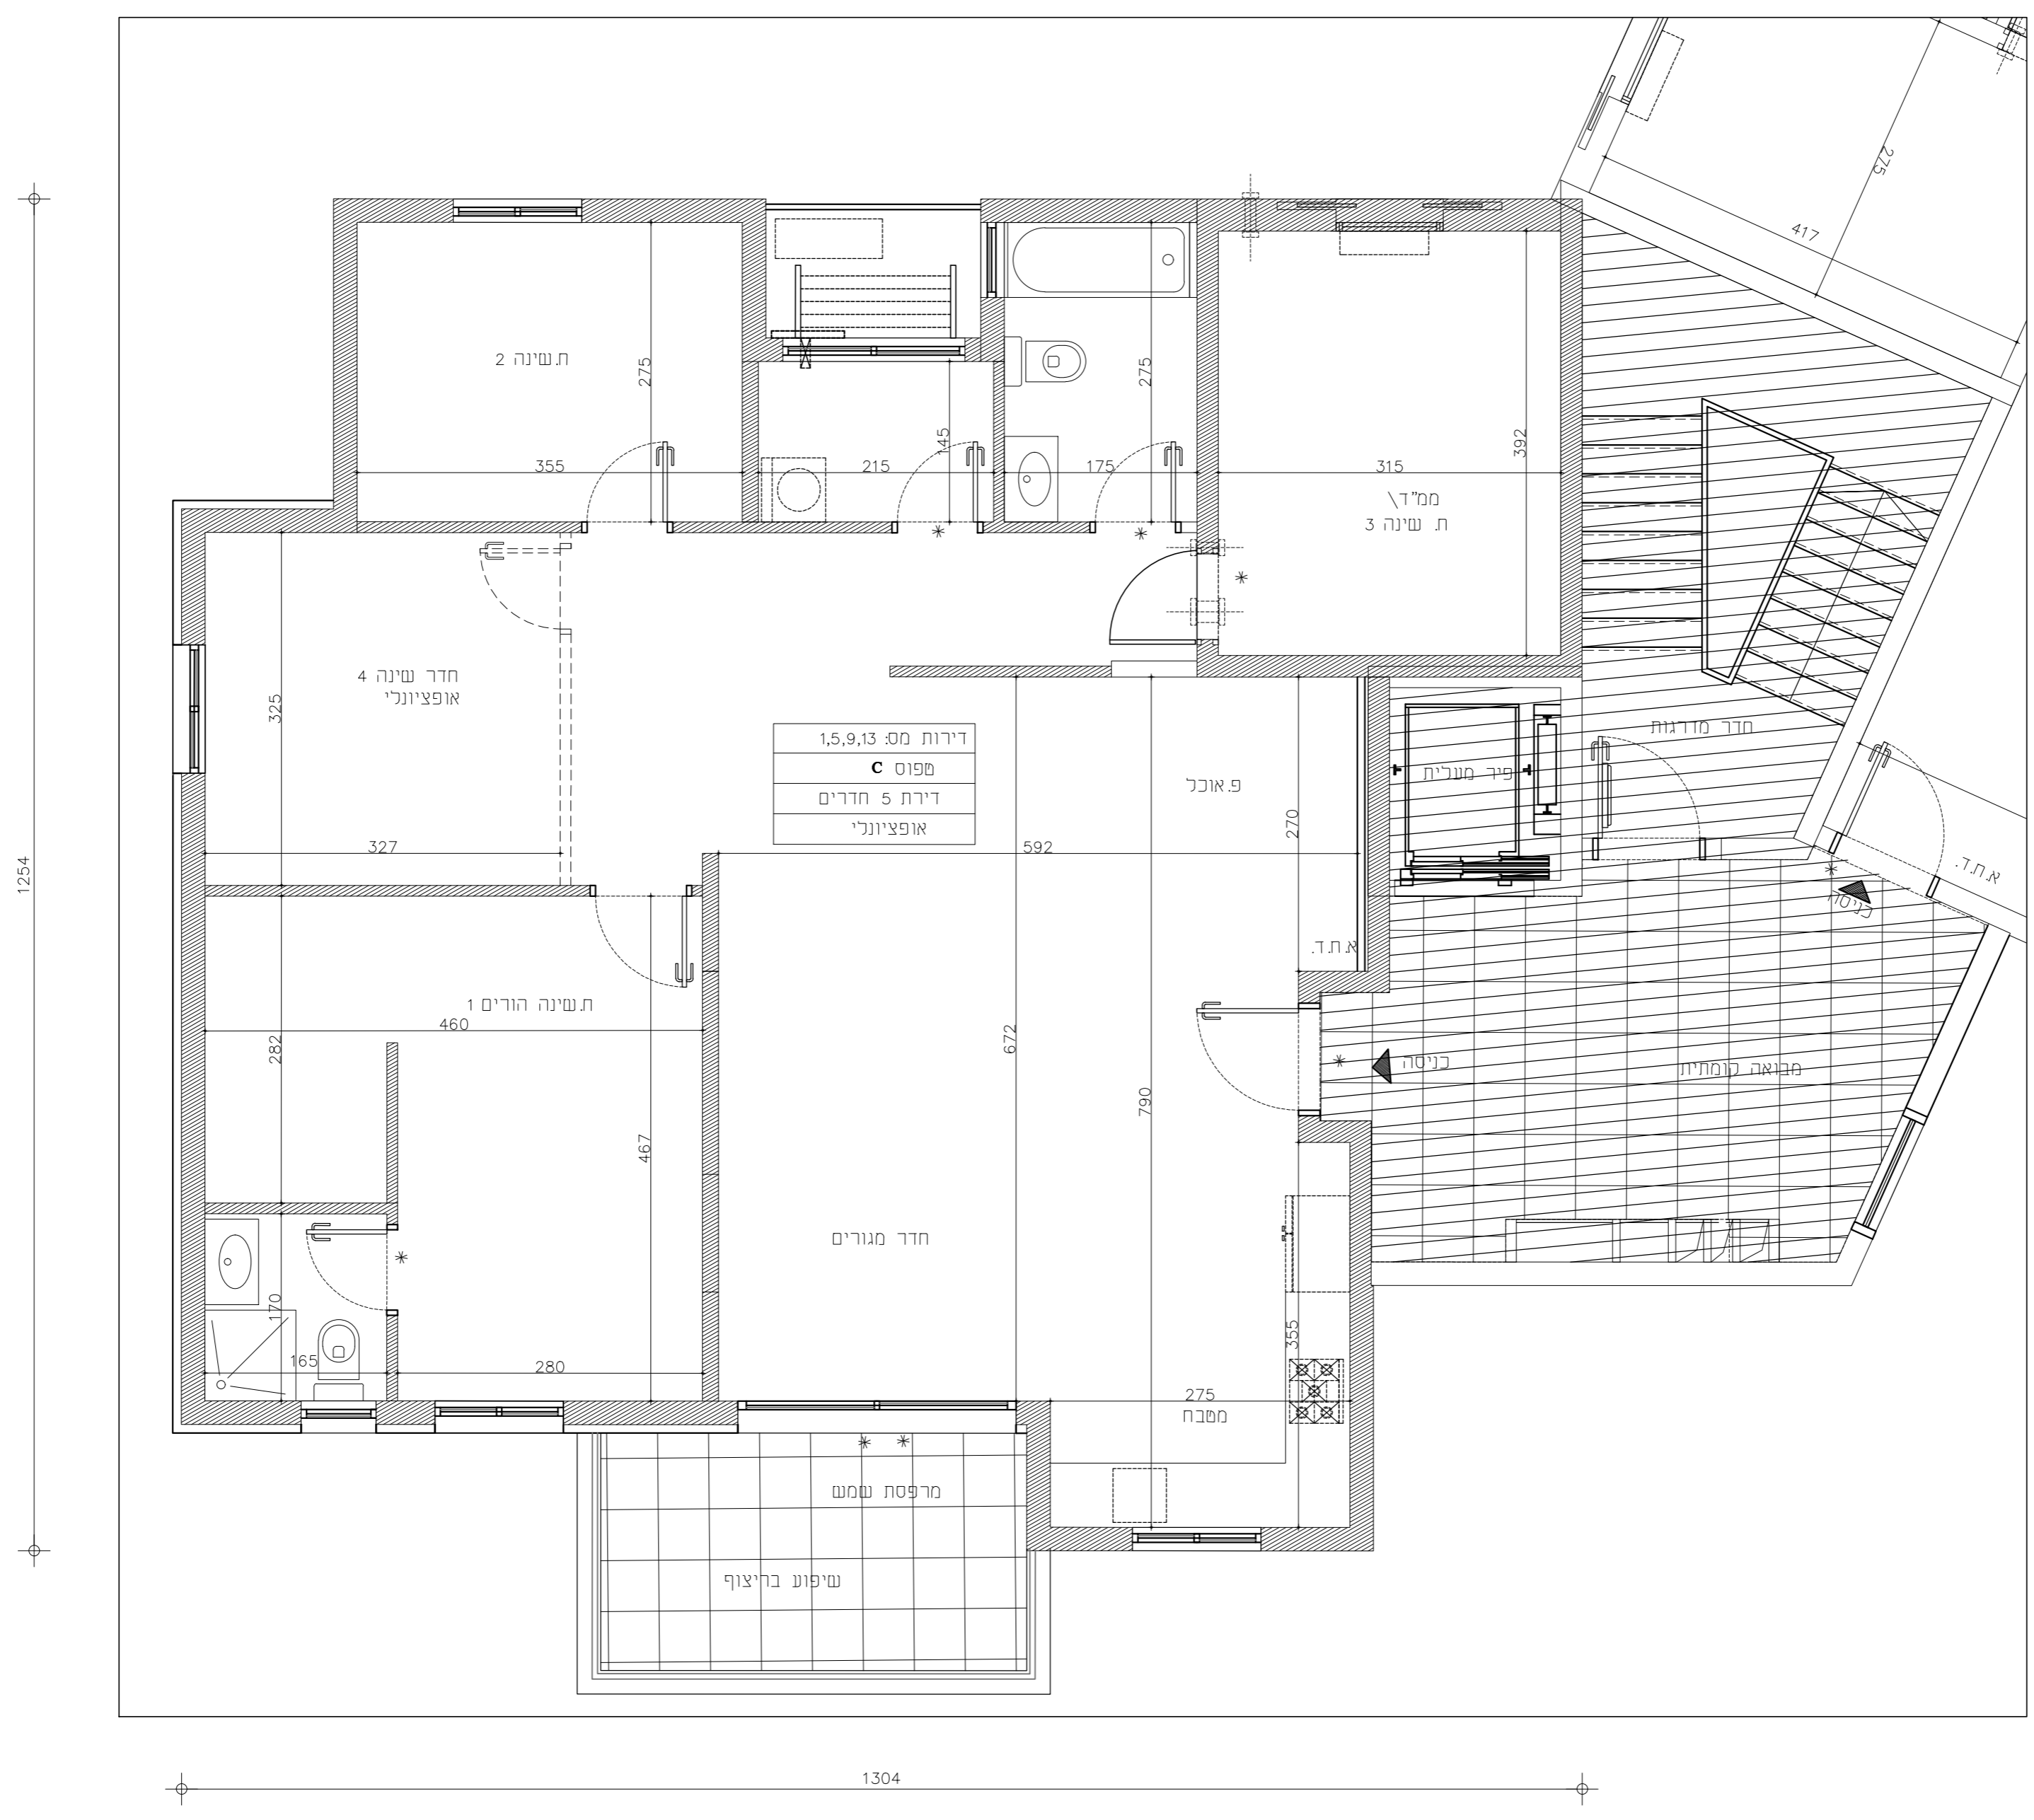 275
417
ח.שינה 2
275
275
145
392
355
215
175
315
ממ"ד\
ח. שינה 3
חדר שינה 4
אופציונלי
325
327
דירות מס: 1,5,9,13
טפוס C
דירת 5 חדרים
אופציונלי
פ.אוכל
270
592
פיר מעלית
חדר מדרגות
א.ח.ד.
כניסה
א.ח.ד.
1254
ח.שינה הורים 1
460
282
467
672
790
כניסה
מבואה קומתית
חדר מגורים
170
165
280
355
275
מטבח
מרפסת שמש
שיפוע בריצוף
1304